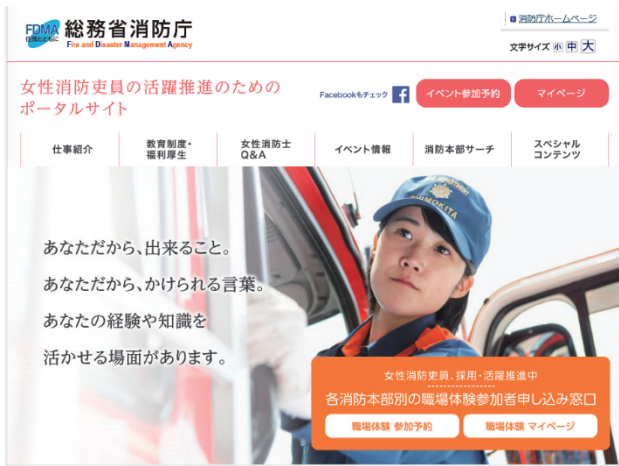 消防庁ホームページ
FDMA
住民とともに
総務省消防庁
Fire and Disaster Management Agency
文字サイズ 小 中 大
女性消防吏員の活躍推進のための
ポータルサイト
Facebookもチェック f
イベント参加予約
マイページ
仕事紹介
教育制度・
福利厚生
女性消防士
Q&A
イベント情報
消防本部サーチ
スペシャル
コンテンツ
SHIMOKITA
あなただから、出来ること。
あなただから、かけられる言葉。
あなたの経験や知識を
活かせる場面があります。
女性消防吏員、採用・活躍推進中
各消防本部別の職場体験参加者申し込み窓口
職場体験 参加予約
職場体験 マイページ